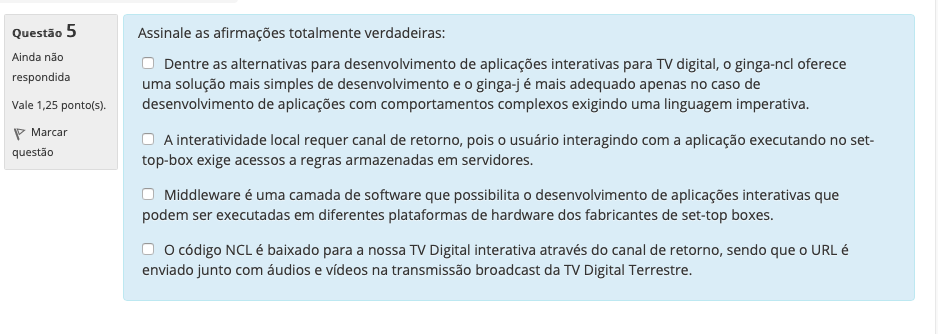 Questão 5
Ainda não
respondida
Vale 1,25 ponto(s).
Marcar
questão
Assinale as afirmações totalmente verdadeiras:
Dentre as alternativas para desenvolvimento de aplicações interativas para TV digital, o ginga-ncl oferece
uma solução mais simples de desenvolvimento e o ginga-j é mais adequado apenas no caso de
desenvolvimento de aplicações com comportamentos complexos exigindo uma linguagem imperativa.
A interatividade local requer canal de retorno, pois o usuário interagindo com a aplicação executando no set-
top-box exige acessos a regras armazenadas em servidores.
Middleware é uma camada de software que possibilita o desenvolvimento de aplicações interativas que
podem ser executadas em diferentes plataformas de hardware dos fabricantes de set-top boxes.
O código NCL é baixado para a nossa TV Digital interativa através do canal de retorno, sendo que o URL é
enviado junto com áudios e vídeos na transmissão broadcast da TV Digital Terrestre.